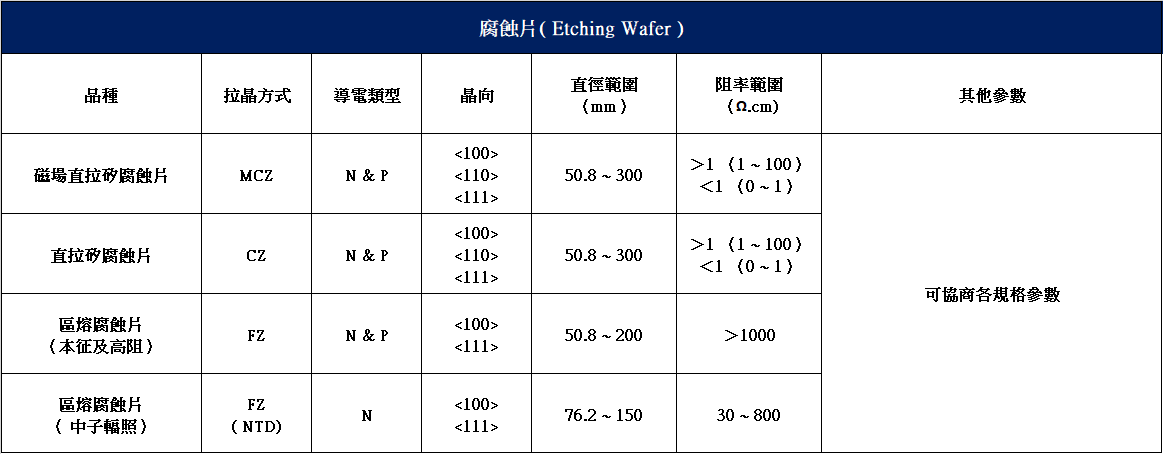 腐蝕片( Etching Wafer )
品種
拉晶方式
導電類型
晶向
直徑範圍
（mm）
阻率範圍
（Ω.cm）
其他參數
磁場直拉矽腐蝕片
MCZ
N & P
<100>
<110>
<111>
50.8 ~ 300
＞1 （1 ~ 100）
＜1 （0 ~ 1）
直拉矽腐蝕片
CZ
N & P
<100>
<110>
<111>
50.8 ~ 300
＞1 （1 ~ 100）
＜1 （0 ~ 1）
區熔腐蝕片
（本征及高阻）
FZ
N & P
<100>
<111>
50.8 ~ 200
＞1000
可協商各規格參數
區熔腐蝕片
（ 中子輻照）
FZ
( NTD)
N
<100>
<111>
76.2 ~ 150
30 ~ 800